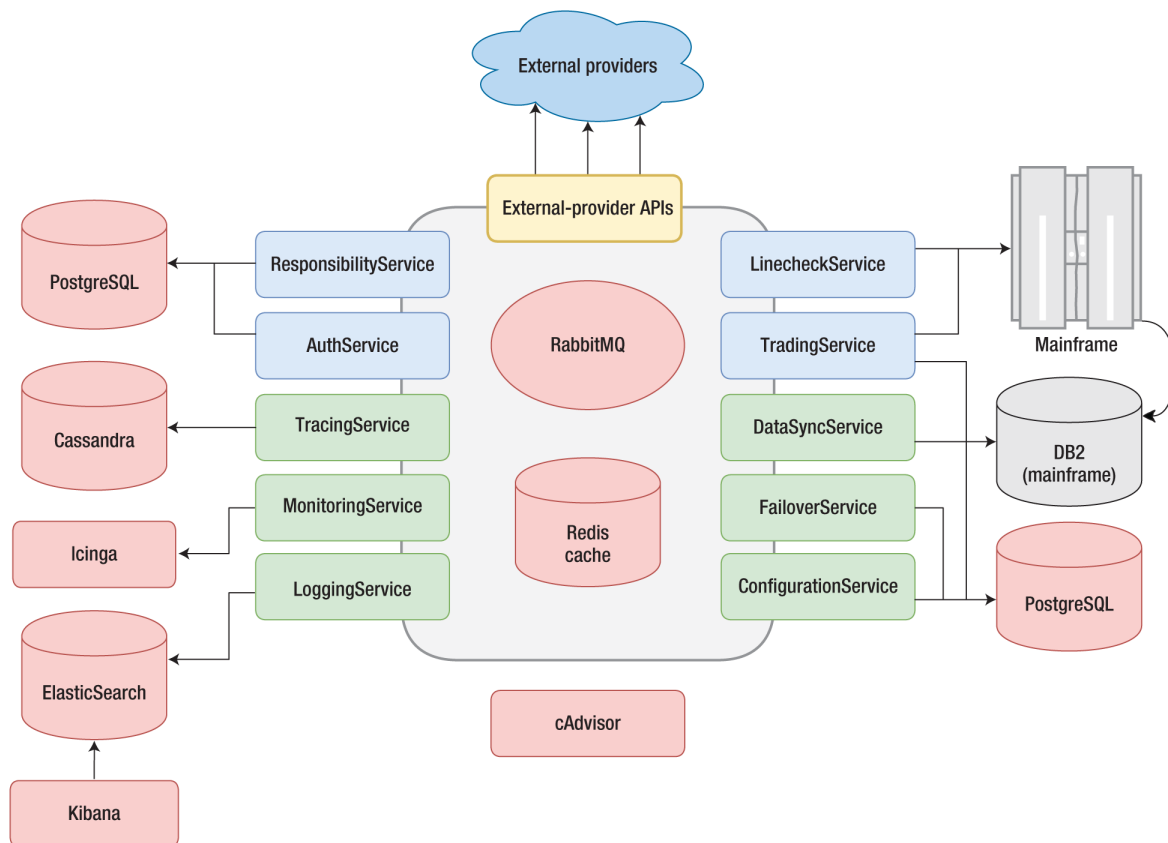 External providers
External-provider APIs
PostgreSQL
ResponsibilityService
AuthService
Cassandra
TracingService
Icinga
MonitoringService
ElasticSearch
LoggingService
Kibana
RabbitMQ
Redis
cache
cAdvisor
LinecheckService
TradingService
DataSyncService
FailoverService
ConfigurationService
Mainframe
DB2
(mainframe)
PostgreSQL